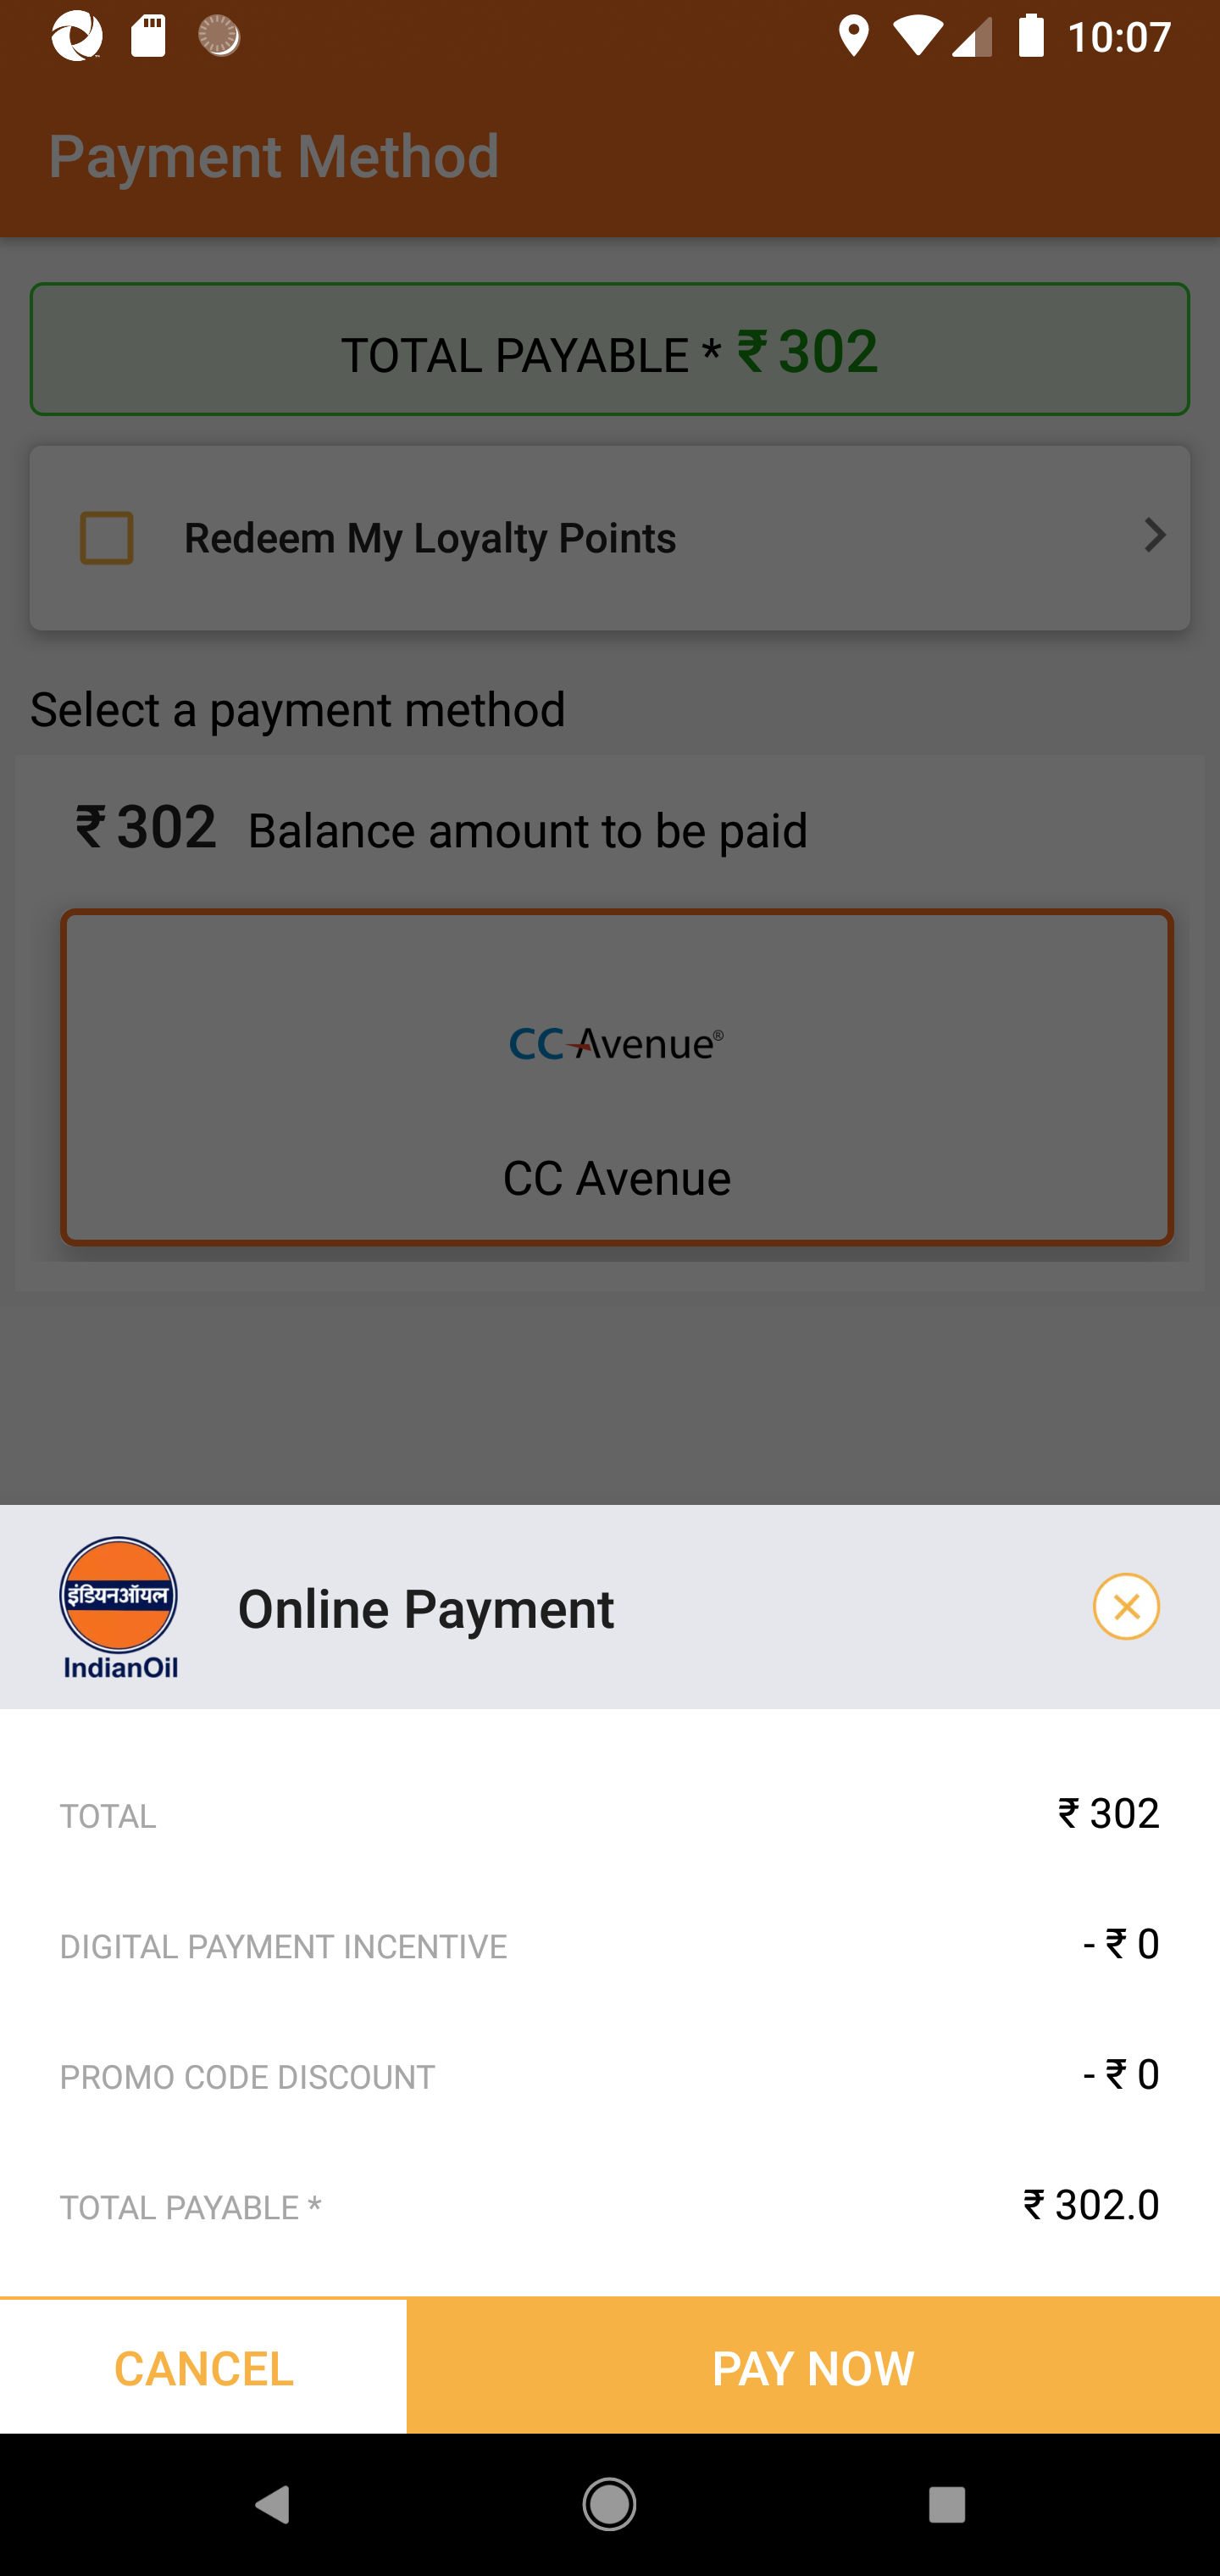 10:07
Payment Method
TOTAL PAYABLE * ₹ 302
Redeem My Loyalty Points
Select a payment method
₹ 302 Balance amount to be paid
CC Avenue®
CC Avenue
इंडियनऑयल
IndianOil
Online Payment
TOTAL ₹ 302
DIGITAL PAYMENT INCENTIVE - ₹ 0
PROMO CODE DISCOUNT - ₹ 0
TOTAL PAYABLE * ₹ 302.0
CANCEL PAY NOW